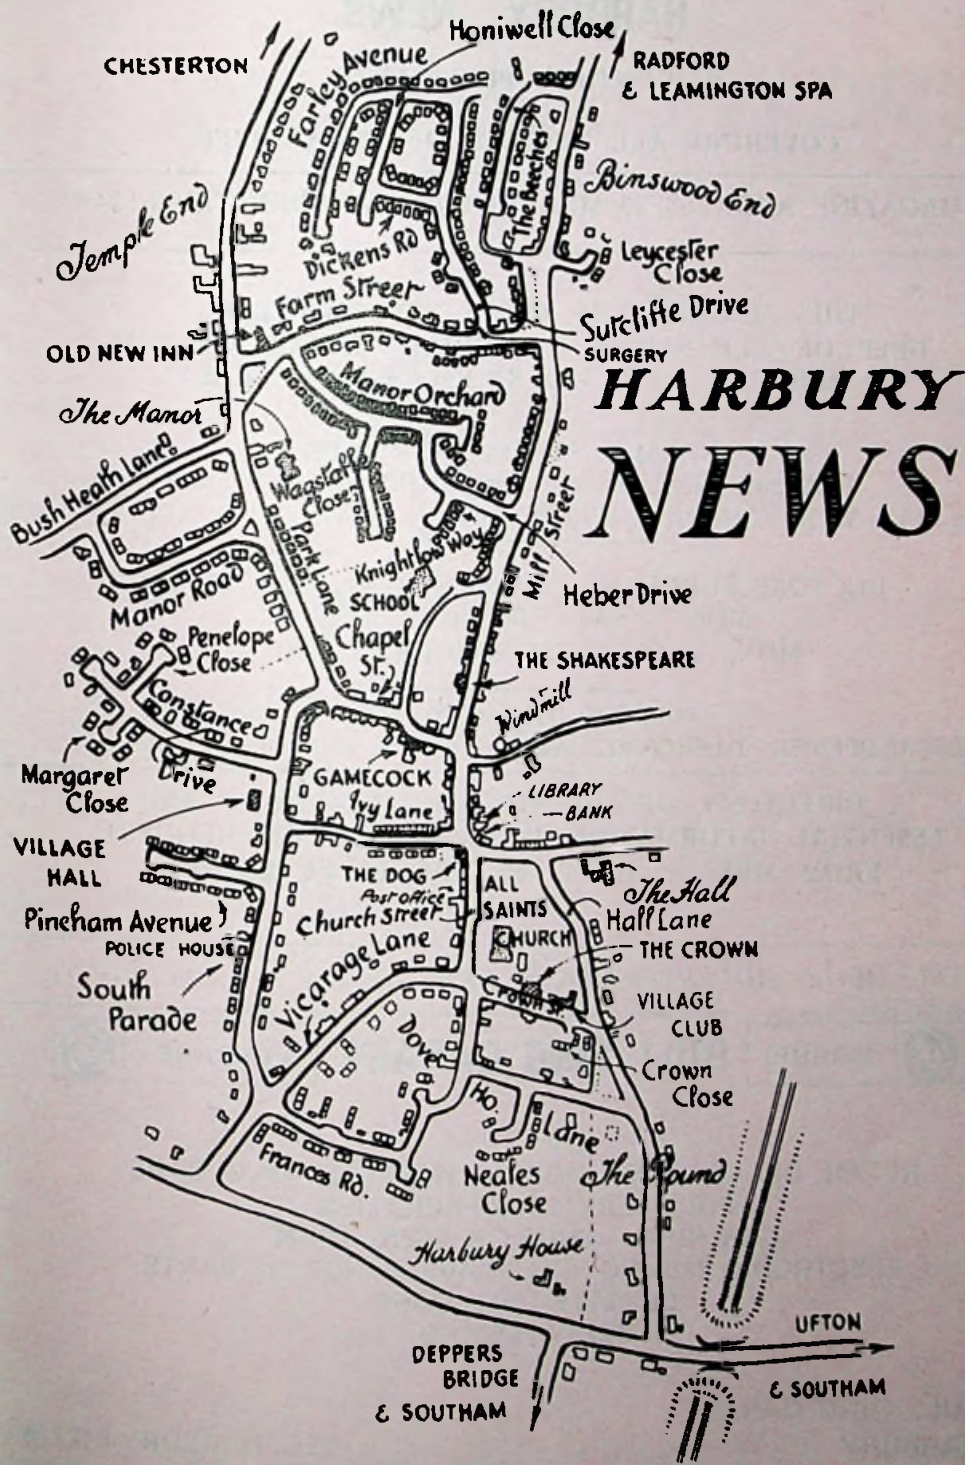 Honiwell Close
CHESTERTON
Farley Avenue
RADFORD
& LEAMINGTON SPA
The Beeches
Binswood End
Temple End
Dickens Rd
Leycester
Close
Farm Street
Sutcliffe Drive
OLD NEW INN
SURGERY
HARBURY
NEWS
The Manor
Manor Orchard
Bush Heath Lane
Wagstaffe
Close
Park Lane
Knightlow Way
Mill Street
SCHOOL
Heber Drive
Manor Road
Penelope
Close
Chapel
St.
THE SHAKESPEARE
Constance
Drive
Windmill
Margaret
Close
GAMECOCK
LIBRARY
BANK
Ivy Lane
VILLAGE
HALL
THE DOG
Post Office
ALL
SAINTS
CHURCH
The Hall
Hall Lane
Pineham Avenue
Church Street
POLICE HOUSE
THE CROWN
South
Parade
Vicarage Lane
Crown St.
VILLAGE
CLUB
Dove
Ho.
Lane
Crown
Close
Frances Rd.
Neales
Close
The Pound
Harbury House
UFTON
& SOUTHAM
DEPPERS
BRIDGE
& SOUTHAM